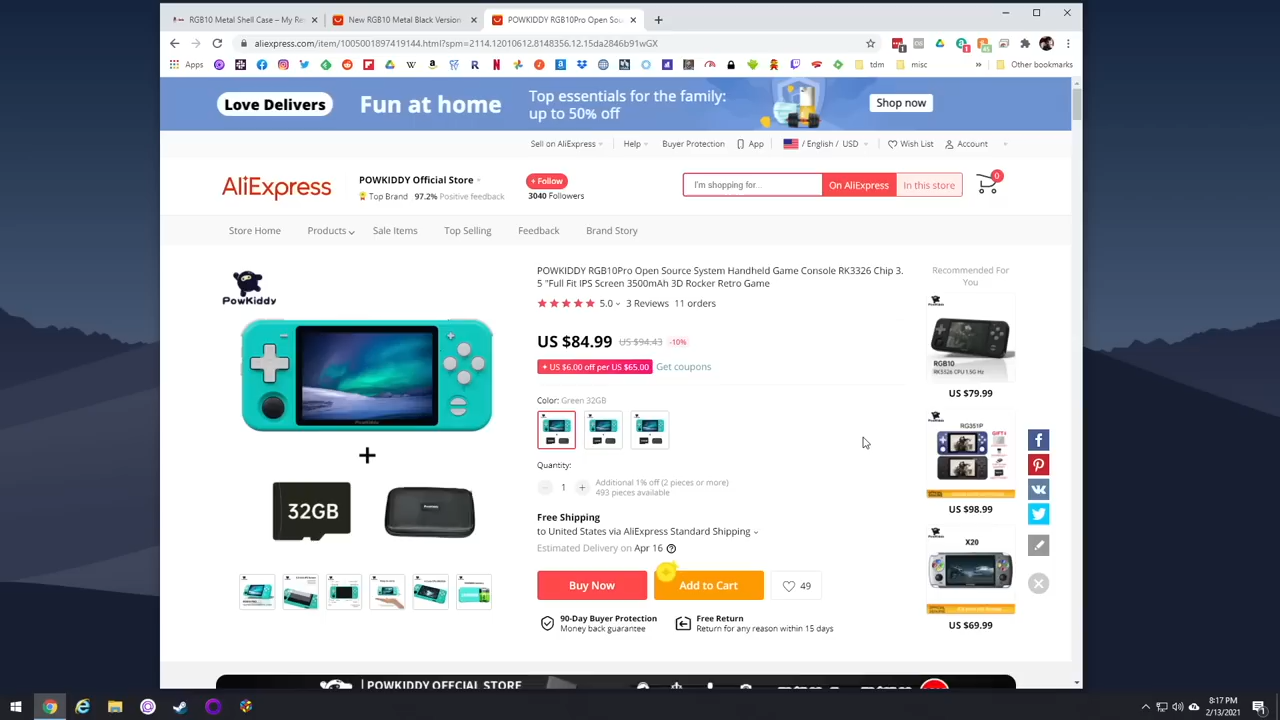 RGB10 Metal Shell Case – My Re
New RGB10 Metal Black Version
POWKIDDY RGB10Pro Open Sou
aliexpress.com/item/1005001897419144.html?spm=2114.12010612.8148356.12.15da2846b91wGX
Apps
tdm
misc
»
Other bookmarks
Love Delivers
Fun at home
Top essentials for the family:
up to 50% off
Shop now
Sell on AliExpress
Help
Buyer Protection
App
/ English / USD
Wish List
Account
AliExpress
POWKIDDY Official Store
Top Brand 97.2% Positive feedback
+ Follow
3040 Followers
I'm shopping for...
On AliExpress
In this store
0
Store Home
Products
Sale Items
Top Selling
Feedback
Brand Story
POWKIDDY
POWKIDDY RGB10Pro Open Source System Handheld Game Console RK3326 Chip 3.
5 "Full Fit IPS Screen 3500mAh 3D Rocker Retro Game
5.0 3 Reviews 11 orders
US $84.99 US $94.43 -10%
+ US $6.00 off per US $65.00 Get coupons
Color: Green 32GB
Quantity:
1
Additional 1% off (2 pieces or more)
493 pieces available
Free Shipping
to United States via AliExpress Standard Shipping
Estimated Delivery on Apr 16
Buy Now
Add to Cart
49
90-Day Buyer Protection
Money back guarantee
Free Return
Return for any reason within 15 days
+
32GB
Recommended For
You
RGB10
RK3326 CPU 1.5G Hz
US $79.99
RG351P
US $98.99
X20
US $69.99
POWKIDDY OFFCIAL STORE
8:17 PM
2/13/2021